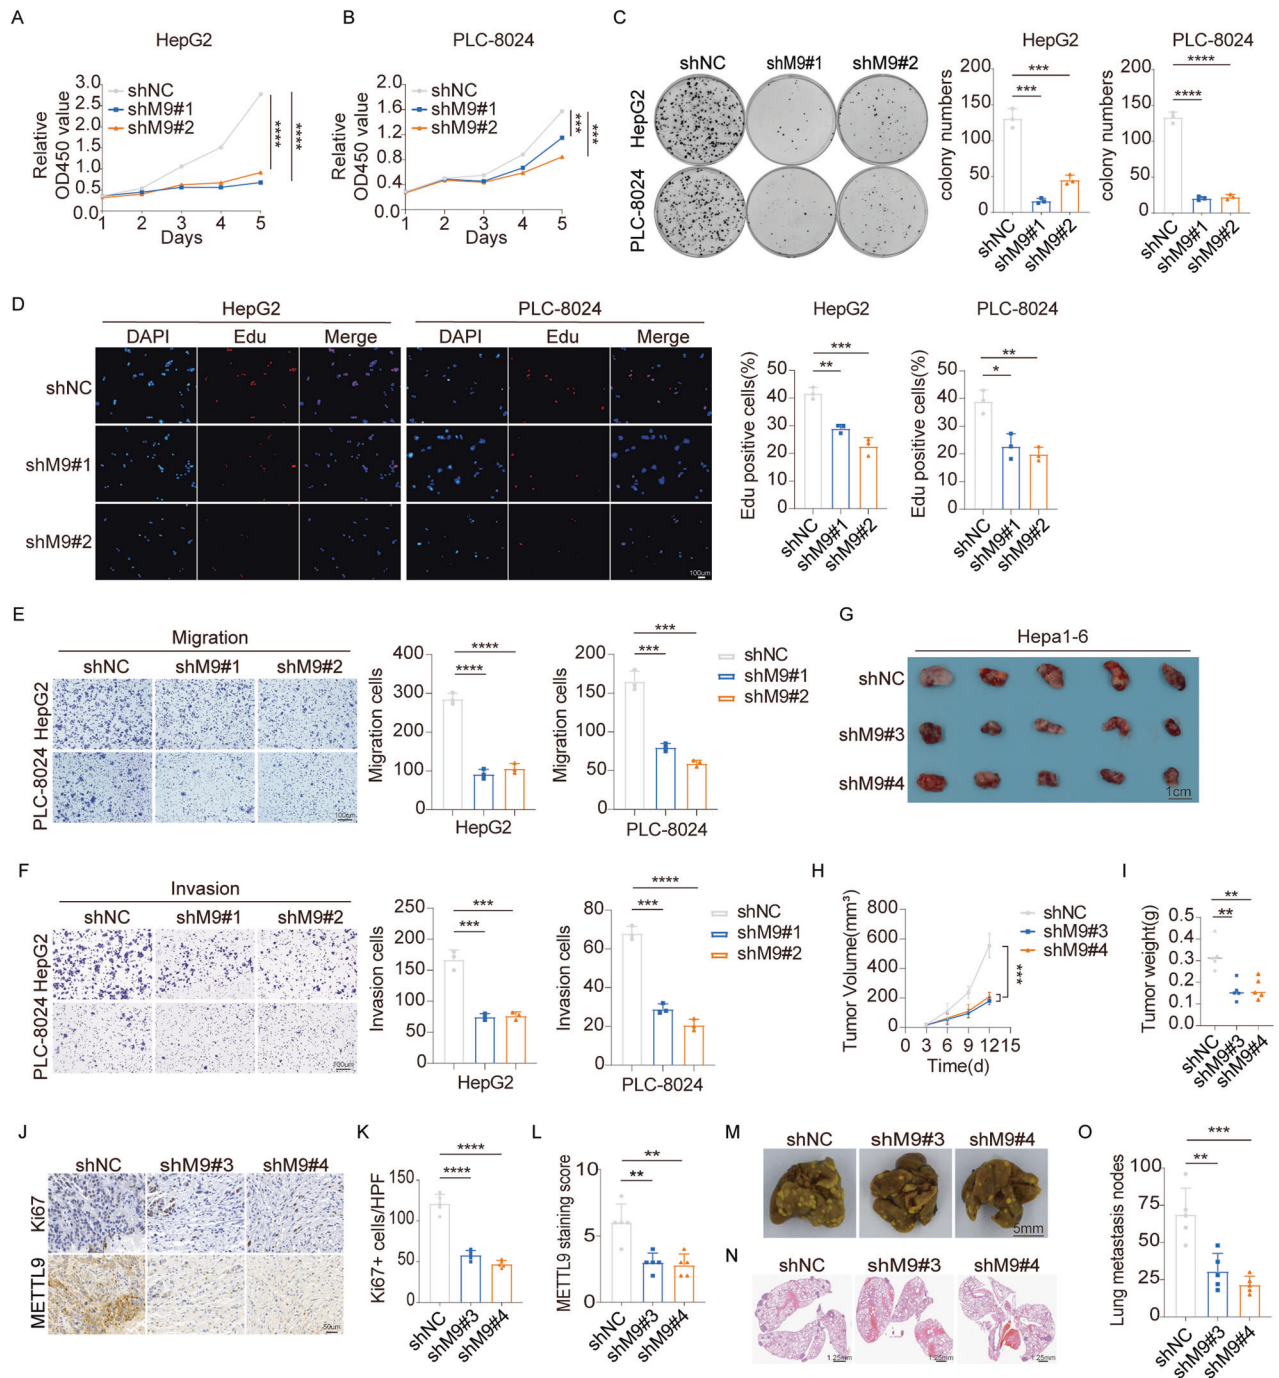 A
HepG2
Relative
OD450 value
3.0
2.5
2.0
1.5
1.0
0.5
0.0
shNC
shM9#1
shM9#2
****
****
1 2 3 4 5
Days
B
PLC-8024
Relative
OD450 value
2.0
1.6
1.2
0.8
0.4
0.0
shNC
shM9#1
shM9#2
***
***
1 2 3 4 5
Days
C
shNC shM9#1 shM9#2
HepG2
PLC-8024
HepG2
colony numbers
200
150
100
50
0
***
***
shNC shM9#1 shM9#2
PLC-8024
colony numbers
200
150
100
50
0
****
****
shNC shM9#1 shM9#2
D
HepG2 PLC-8024
DAPI Edu Merge DAPI Edu Merge
shNC
shM9#1
shM9#2
100um
HepG2
Edu positive cells(%)
50
40
30
20
10
0
***
**
shNC shM9#1 shM9#2
PLC-8024
Edu positive cells(%)
50
40
30
20
10
0
**
*
shNC shM9#1 shM9#2
E
Migration
shNC shM9#1 shM9#2
HepG2
PLC-8024
100um
Migration cells
400
300
200
100
0
****
****
HepG2
Migration cells
200
150
100
50
0
***
***
PLC-8024
shNC
shM9#1
shM9#2
F
Invasion
shNC shM9#1 shM9#2
HepG2
PLC-8024
100um
Invasion cells
250
200
150
100
50
0
***
***
HepG2
Invasion cells
80
60
40
20
0
****
***
PLC-8024
shNC
shM9#1
shM9#2
G
Hepa1-6
shNC
shM9#3
shM9#4
1cm
H
Tumor Volume(mm³)
800
600
400
200
0
shNC
shM9#3
shM9#4
***
0 3 6 9 12 15
Time(d)
I
Tumor weight(g)
0.5
0.4
0.3
0.2
0.1
0.0
**
**
shNC shM9#3 shM9#4
J
shNC shM9#3 shM9#4
Ki67
METTL9
50um
K
Ki67+ cells/HPF
150
100
50
0
****
****
shNC shM9#3 shM9#4
L
METTL9 staining score
10
5
0
**
**
shNC shM9#3 shM9#4
M
shNC shM9#3 shM9#4
5mm
N
shNC shM9#3 shM9#4
1.25mm 1.25mm 1.25mm
O
Lung metastasis nodes
100
75
50
25
0
***
**
shNC shM9#3 shM9#4